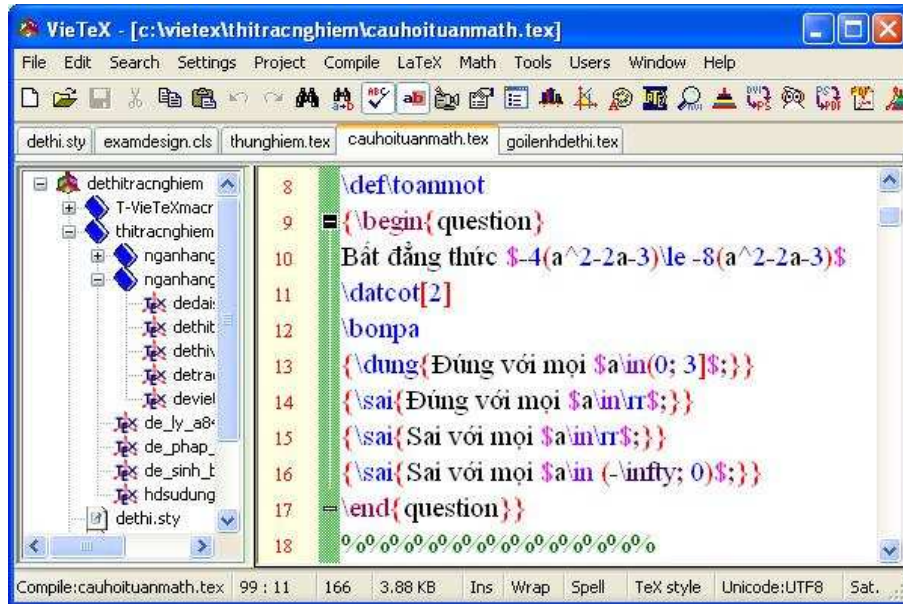 VieTeX - [c:\vietex\thitracnghiem\cauhoituanmath.tex]
File Edit Search Settings Project Compile LaTeX Math Tools Users Window Help
dethi.sty examdesign.cls thunghiem.tex cauhoituanmath.tex goilenhdethi.tex
dethitracnghiem
T-VieTeXmacr
thitracnghiem
nganhang
nganhang
dedai
dethit
dethiv
detra
deviel
de_ly_a8
de_phap_
de_sinh_t
hdsudung
dethi.sty
8 \def\toanmot
9 {\begin{question}
10 Bất đẳng thức $-4(a^2-2a-3)\le -8(a^2-2a-3)$
11 \datcot[2]
12 \bonpa
13 {\dung{Đúng với mọi $a\in(0; 3]$;}}
14 {\sai{Đúng với mọi $a\in\rr$;}}
15 {\sai{Sai với mọi $a\in\rr$;}}
16 {\sai{Sai với mọi $a\in (-\infty; 0)$;}}
17 \end{question}}
18 %%%%%%%%%%%%%%%%%
Compile:cauhoituanmath.tex 99 : 11 166 3.88 KB Ins Wrap Spell TeX style Unicode:UTF8 Sat.